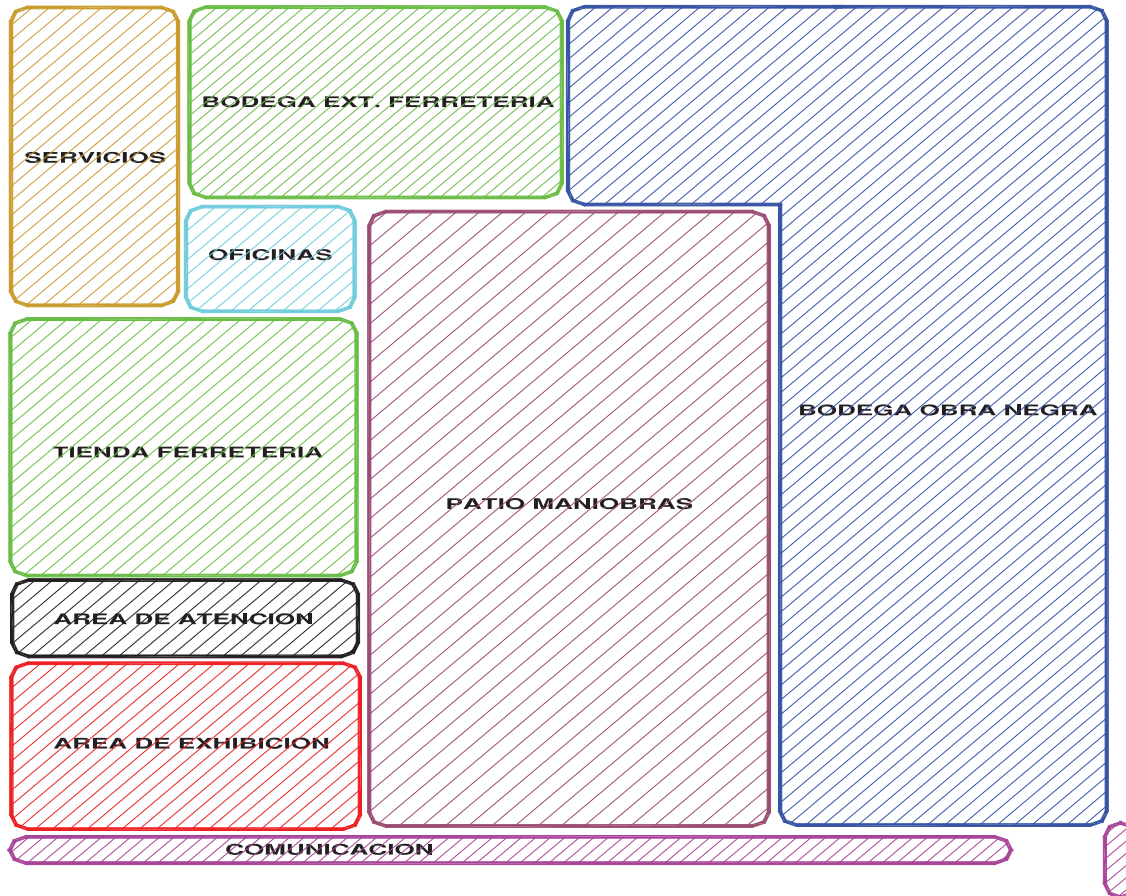 BODEGA EXT. FERRETERIA
SERVICIOS
OFICINAS
BODEGA OBRA NEGRA
TIENDA FERRETERIA
PATIO MANIOBRAS
AREA DE ATENCION
AREA DE EXHIBICION
COMUNICACION